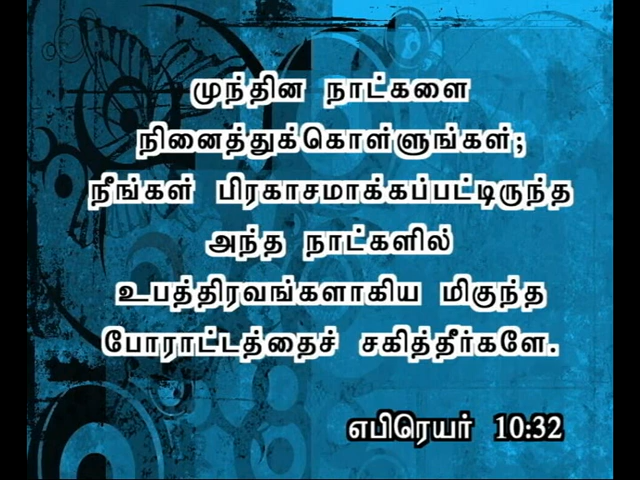 முந்தின நாட்களை
நினைத்துக்கொள்ளுங்கள்;
நீங்கள் பிரகாசமாக்கப்பட்டிருந்த
அந்த நாட்களில்
உபத்திரவங்களாகிய மிகுந்த
போராட்டத்தைச் சகித்தீர்களே.
எபிரெயர் 10:32